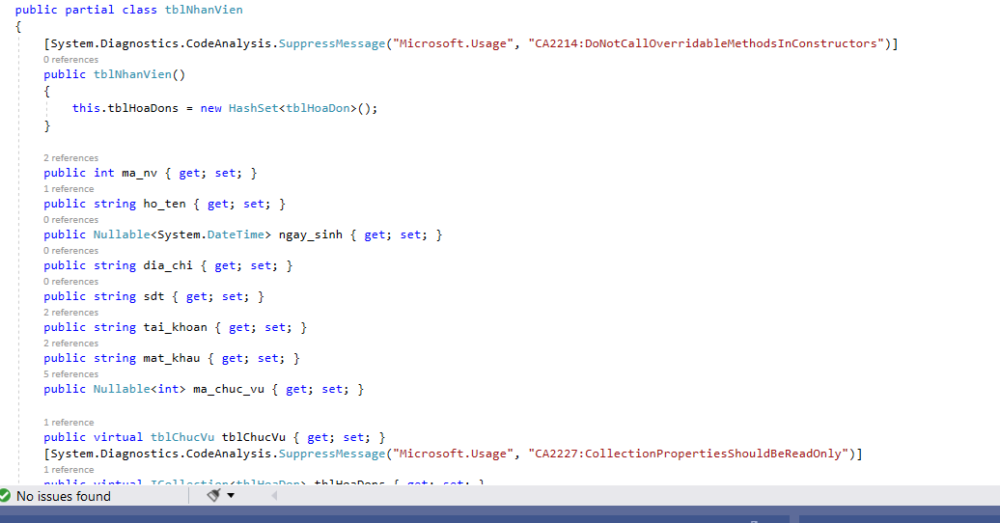 public partial class tblNhanVien
{
[System.Diagnostics.CodeAnalysis.SuppressMessage("Microsoft.Usage", "CA2214:DoNotCallOverridableMethodsInConstructors")]
0 references
public tblNhanVien()
{
this.tblHoaDons = new HashSet<tblHoaDon>();
}
2 references
public int ma_nv { get; set; }
1 reference
public string ho_ten { get; set; }
0 references
public Nullable<System.DateTime> ngay_sinh { get; set; }
0 references
public string dia_chi { get; set; }
0 references
public string sdt { get; set; }
2 references
public string tai_khoan { get; set; }
2 references
public string mat_khau { get; set; }
5 references
public Nullable<int> ma_chuc_vu { get; set; }
1 reference
public virtual tblChucVu tblChucVu { get; set; }
[System.Diagnostics.CodeAnalysis.SuppressMessage("Microsoft.Usage", "CA2227:CollectionPropertiesShouldBeReadOnly")]
1 reference
public virtual ICollection<tblHoaDon> tblHoaDons { get; set; }
No issues found